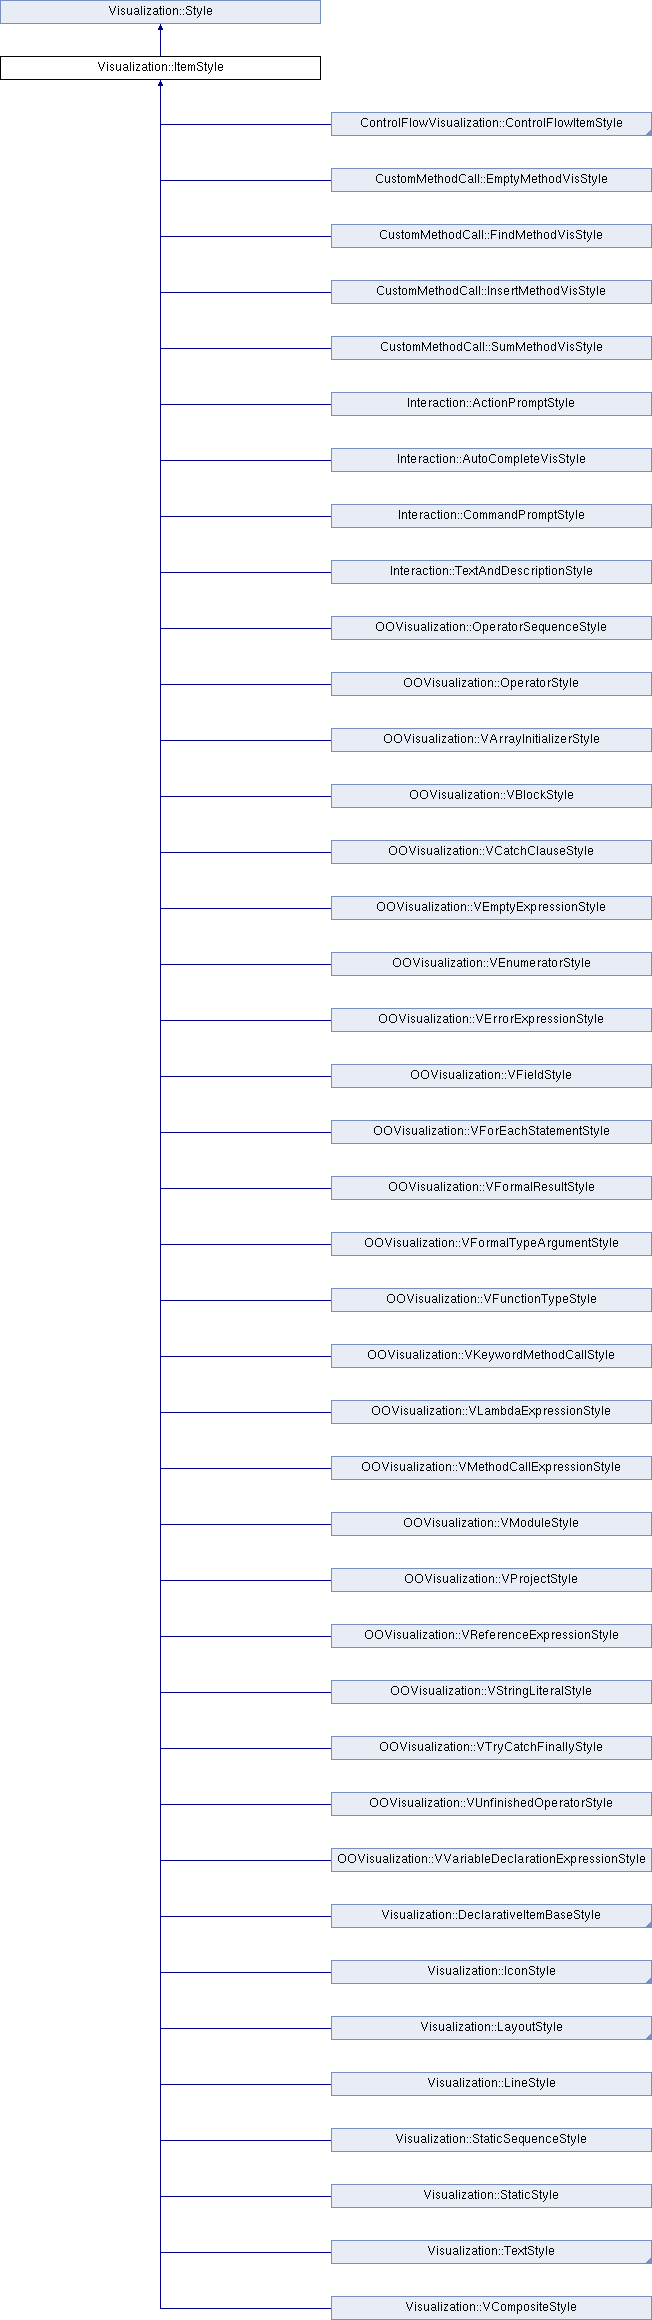 Visualization::Style
Visualization::ItemStyle
ControlFlowVisualization::ControlFlowItemStyle
CustomMethodCall::EmptyMethodVisStyle
CustomMethodCall::FindMethodVisStyle
CustomMethodCall::InsertMethodVisStyle
CustomMethodCall::SumMethodVisStyle
Interaction::ActionPromptStyle
Interaction::AutoCompleteVisStyle
Interaction::CommandPromptStyle
Interaction::TextAndDescriptionStyle
OOVisualization::OperatorSequenceStyle
OOVisualization::OperatorStyle
OOVisualization::VArrayInitializerStyle
OOVisualization::VBlockStyle
OOVisualization::VCatchClauseStyle
OOVisualization::VEmptyExpressionStyle
OOVisualization::VEnumeratorStyle
OOVisualization::VErrorExpressionStyle
OOVisualization::VFieldStyle
OOVisualization::VForEachStatementStyle
OOVisualization::VFormalResultStyle
OOVisualization::VFormalTypeArgumentStyle
OOVisualization::VFunctionTypeStyle
OOVisualization::VKeywordMethodCallStyle
OOVisualization::VLambdaExpressionStyle
OOVisualization::VMethodCallExpressionStyle
OOVisualization::VModuleStyle
OOVisualization::VProjectStyle
OOVisualization::VReferenceExpressionStyle
OOVisualization::VStringLiteralStyle
OOVisualization::VTryCatchFinallyStyle
OOVisualization::VUnfinishedOperatorStyle
OOVisualization::VVariableDeclarationExpressionStyle
Visualization::DeclarativeItemBaseStyle
Visualization::IconStyle
Visualization::LayoutStyle
Visualization::LineStyle
Visualization::StaticSequenceStyle
Visualization::StaticStyle
Visualization::TextStyle
Visualization::VCompositeStyle